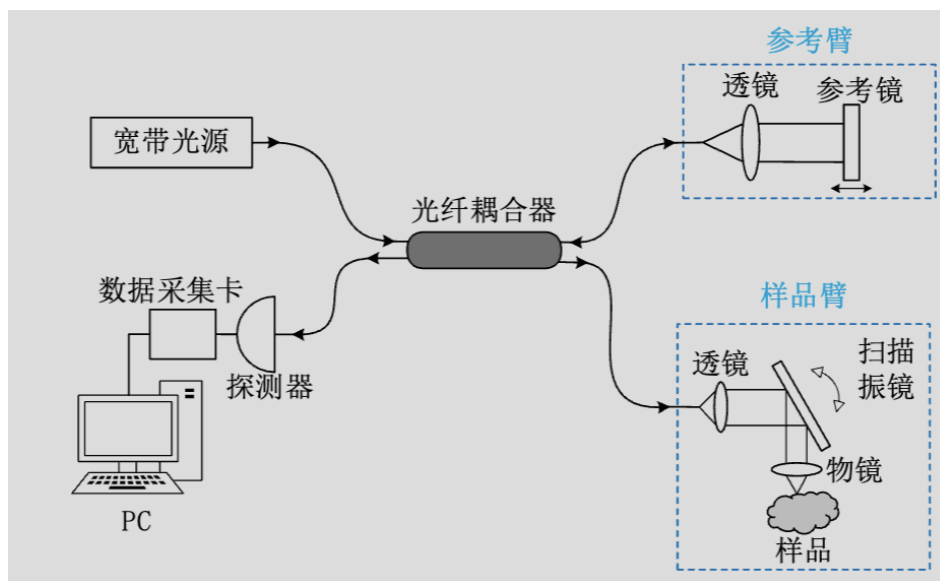 参考臂
透镜
参考镜
宽带光源
光纤耦合器
样品臂
数据采集卡
探测器
透镜
扫描
振镜
物镜
样品
PC